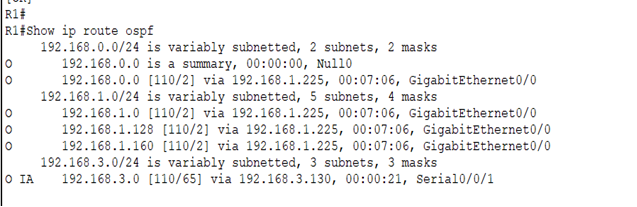 R1#
R1#Show ip route ospf
192.168.0.0/24 is variably subnetted, 2 subnets, 2 masks
O 192.168.0.0 is a summary, 00:00:00, Null0
O 192.168.0.0 [110/2] via 192.168.1.225, 00:07:06, GigabitEthernet0/0
192.168.1.0/24 is variably subnetted, 5 subnets, 4 masks
O 192.168.1.0 [110/2] via 192.168.1.225, 00:07:06, GigabitEthernet0/0
O 192.168.1.128 [110/2] via 192.168.1.225, 00:07:06, GigabitEthernet0/0
O 192.168.1.160 [110/2] via 192.168.1.225, 00:07:06, GigabitEthernet0/0
192.168.3.0/24 is variably subnetted, 3 subnets, 3 masks
O IA 192.168.3.0 [110/65] via 192.168.3.130, 00:00:21, Serial0/0/1